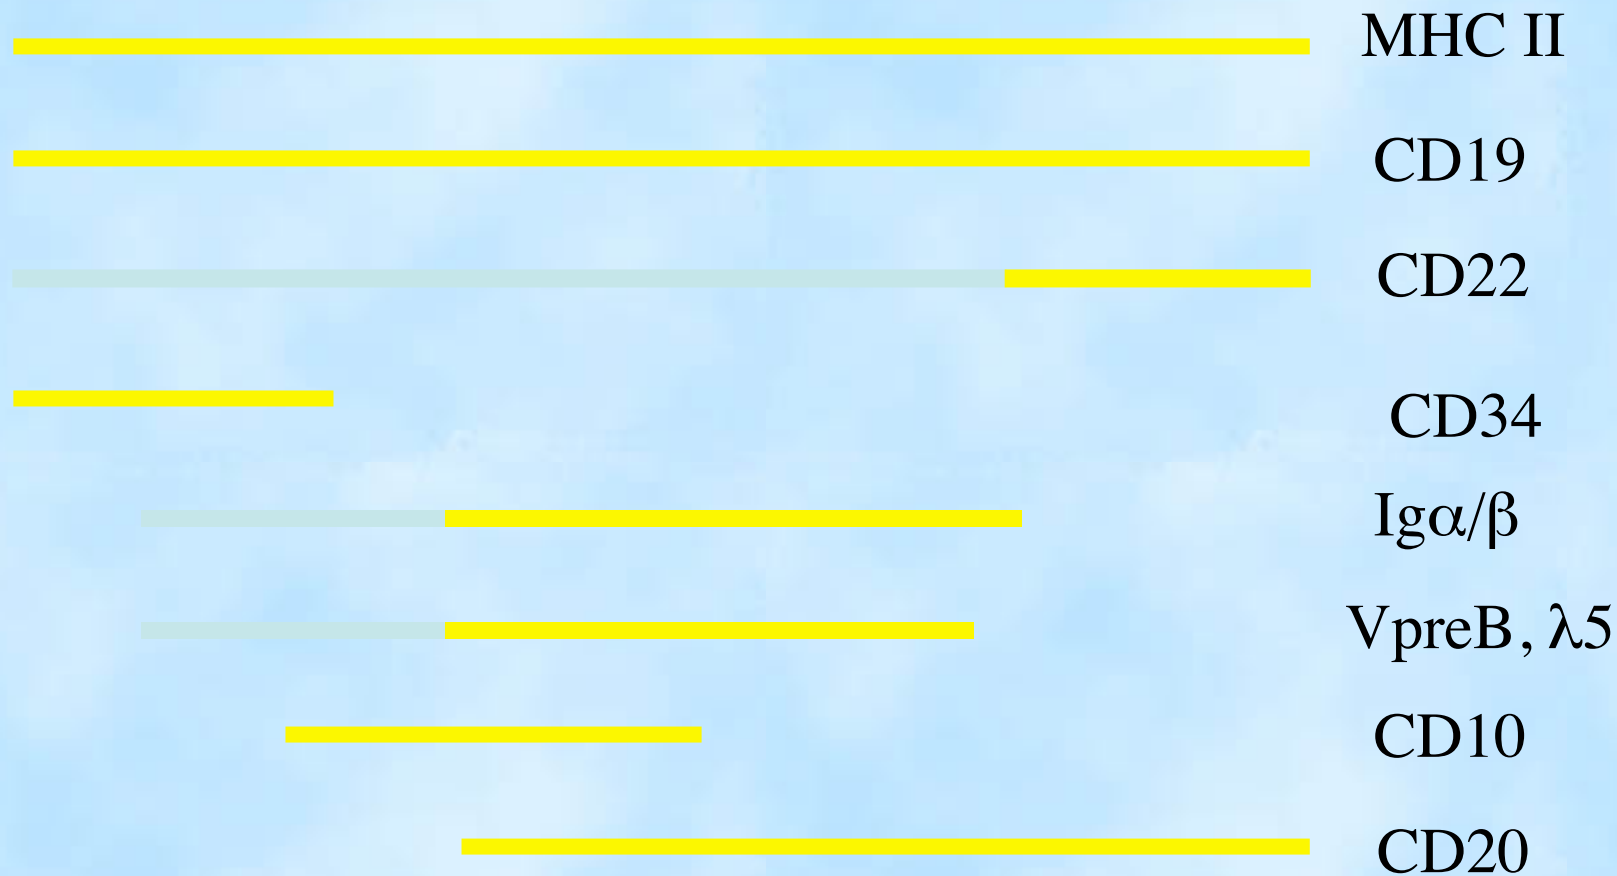 MHC II
CD19
CD22
CD34
Igα/β
VpreB, λ5
CD10
CD20